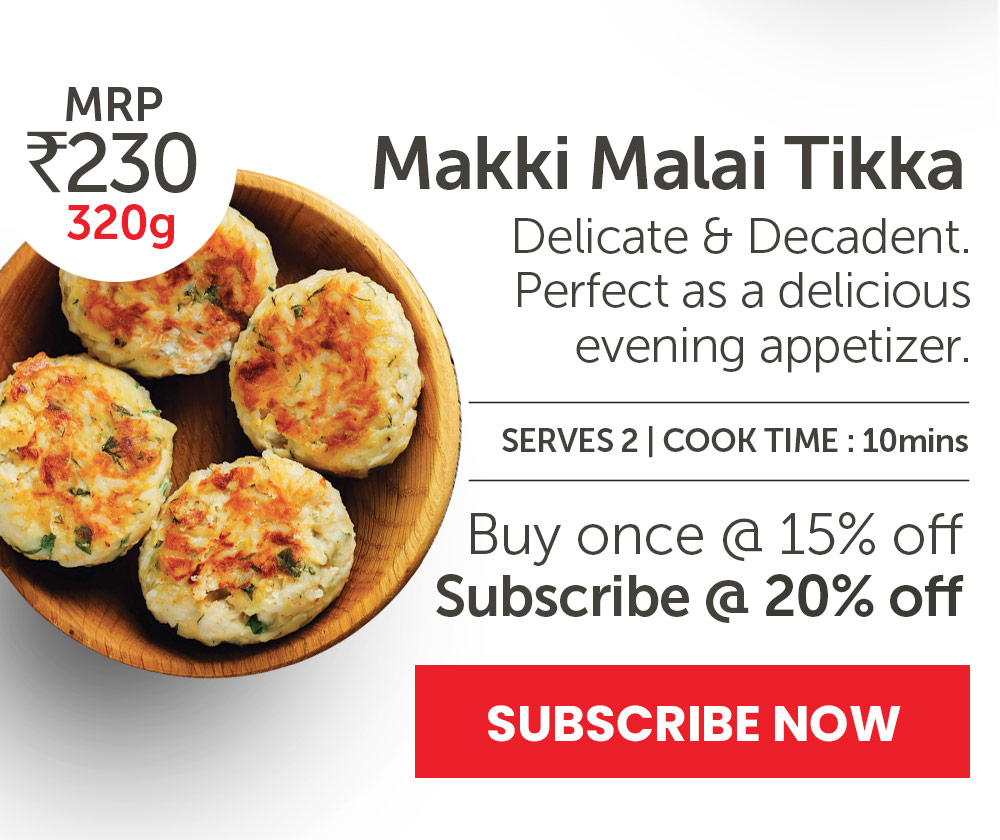 MRP
₹230
320g
Makki Malai Tikka
Delicate & Decadent.
Perfect as a delicious
evening appetizer.
SERVES 2 | COOK TIME : 10mins
Buy once @ 15% off
Subscribe @ 20% off
SUBSCRIBE NOW